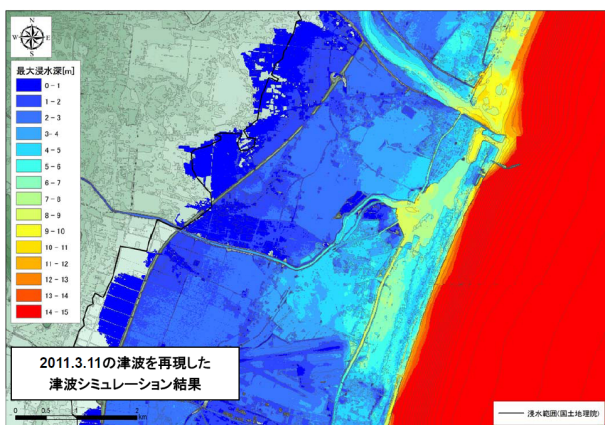 N
W E
S
最大浸水深[m]
0 - 1
1 - 2
2 - 3
3 - 4
4 - 5
5 - 6
6 - 7
7 - 8
8 - 9
9 - 10
10 - 11
11 - 12
12 - 13
13 - 14
14 - 15
2011.3.11の津波を再現した
津波シミュレーション結果
0 0.5 1 2
km
浸水範囲(国土地理院)